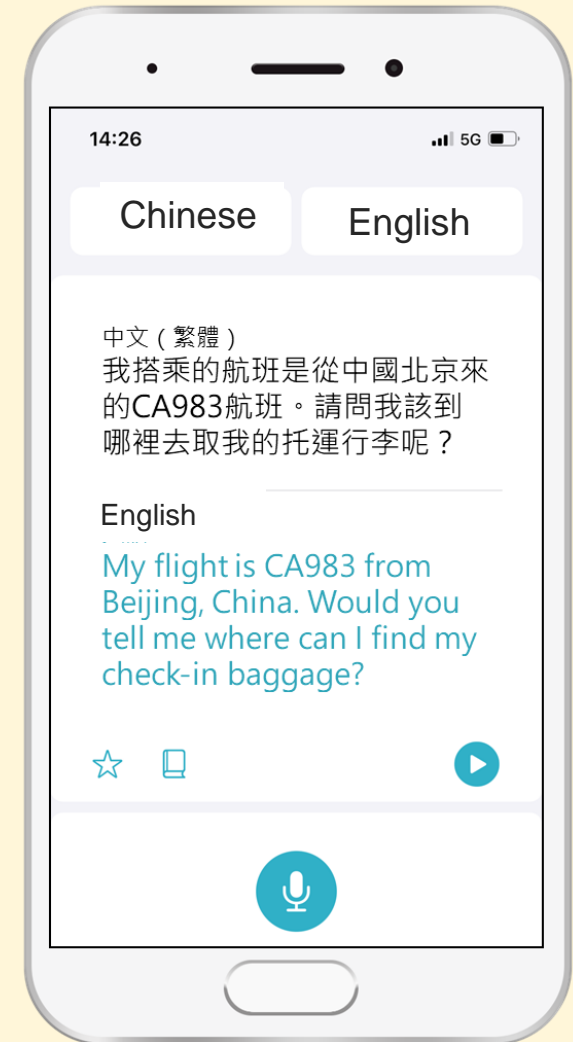 14:26
5G
Chinese
English
中文（繁體）
我搭乘的航班是從中國北京來
的CA983航班。請問我該到
哪裡去取我的托運行李呢？
English
My flight is CA983 from
Beijing, China. Would you
tell me where can I find my
check-in baggage?